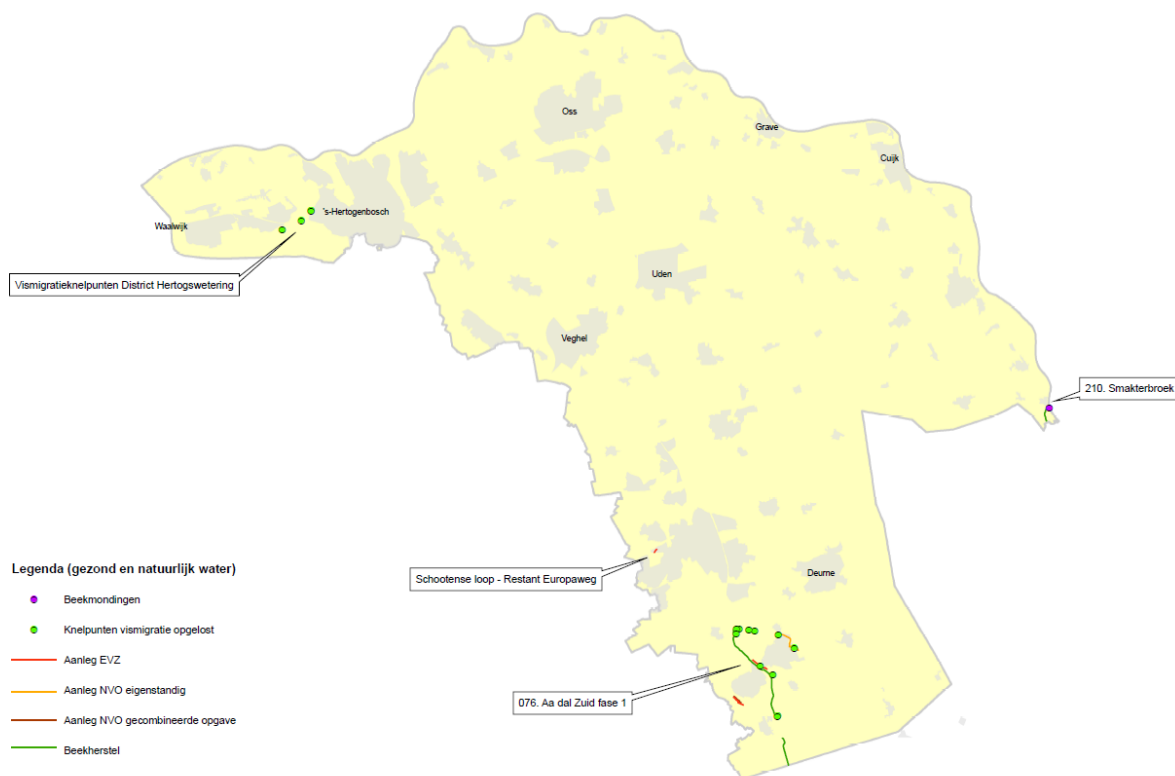 Oss
Grave
Cuijk
's-Hertogenbosch
Waalwijk
Uden
Vismigratieknelpunten District Hertogswetering
Veghel
210. Smakterbroek
Schootense loop - Restant Europaweg
Deurne
076. Aa dal Zuid fase 1
Legenda (gezond en natuurlijk water)
Beekmondingen
Knelpunten vismigratie opgelost
Aanleg EVZ
Aanleg NVO eigenstandig
Aanleg NVO gecombineerde opgave
Beekherstel